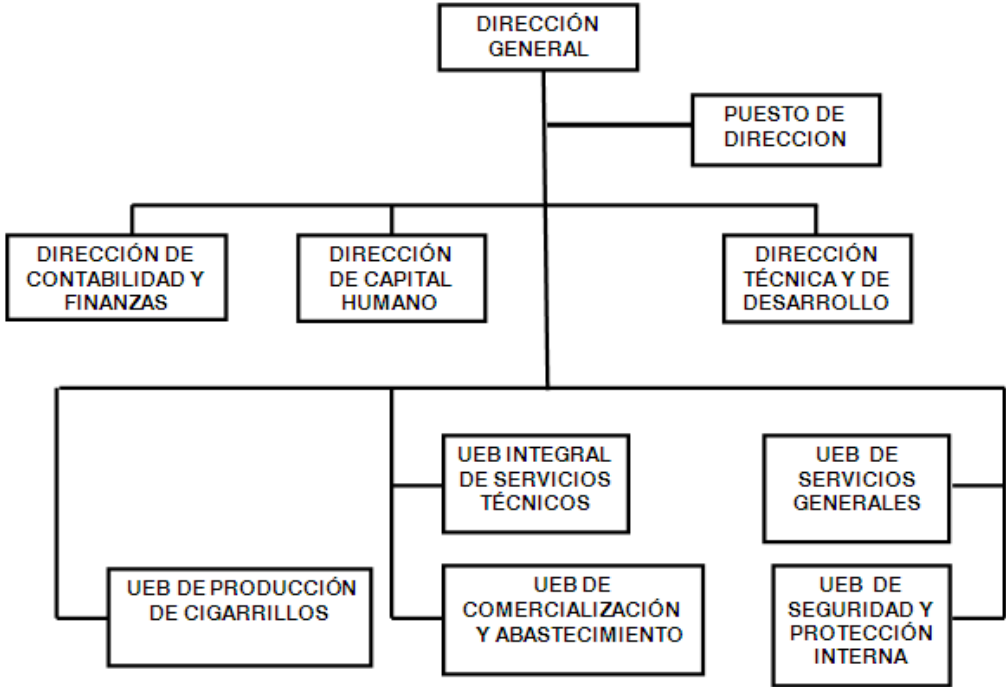 DIRECCIÓN
GENERAL
PUESTO DE
DIRECCION
DIRECCIÓN DE
CONTABILIDAD Y
FINANZAS
DIRECCIÓN
DE CAPITAL
HUMANO
DIRECCIÓN
TÉCNICA Y DE
DESARROLLO
UEB INTEGRAL
DE SERVICIOS
TÉCNICOS
UEB DE
SERVICIOS
GENERALES
UEB DE PRODUCCIÓN
DE CIGARRILLOS
UEB DE
COMERCIALIZACIÓN
Y ABASTECIMIENTO
UEB DE
SEGURIDAD Y
PROTECCIÓN
INTERNA